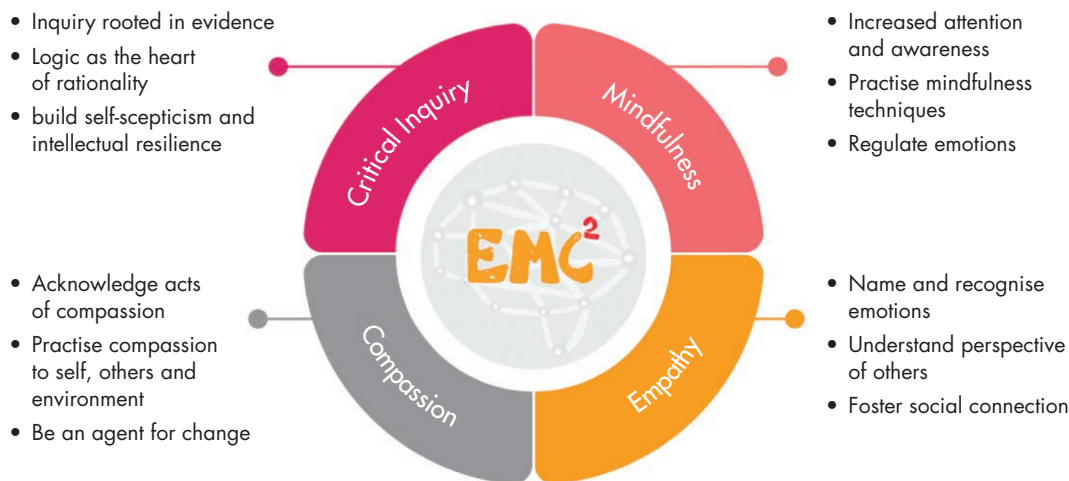 • Inquiry rooted in evidence
• Logic as the heart
of rationality
• build self-scepticism and
intellectual resilience
Critical Inquiry
Mindfulness
• Increased attention
and awareness
• Practise mindfulness
techniques
• Regulate emotions
EMC²
• Acknowledge acts
of compassion
• Practise compassion
to self, others and
environment
• Be an agent for change
Compassion
Empathy
• Name and recognise
emotions
• Understand perspective
of others
• Foster social connection